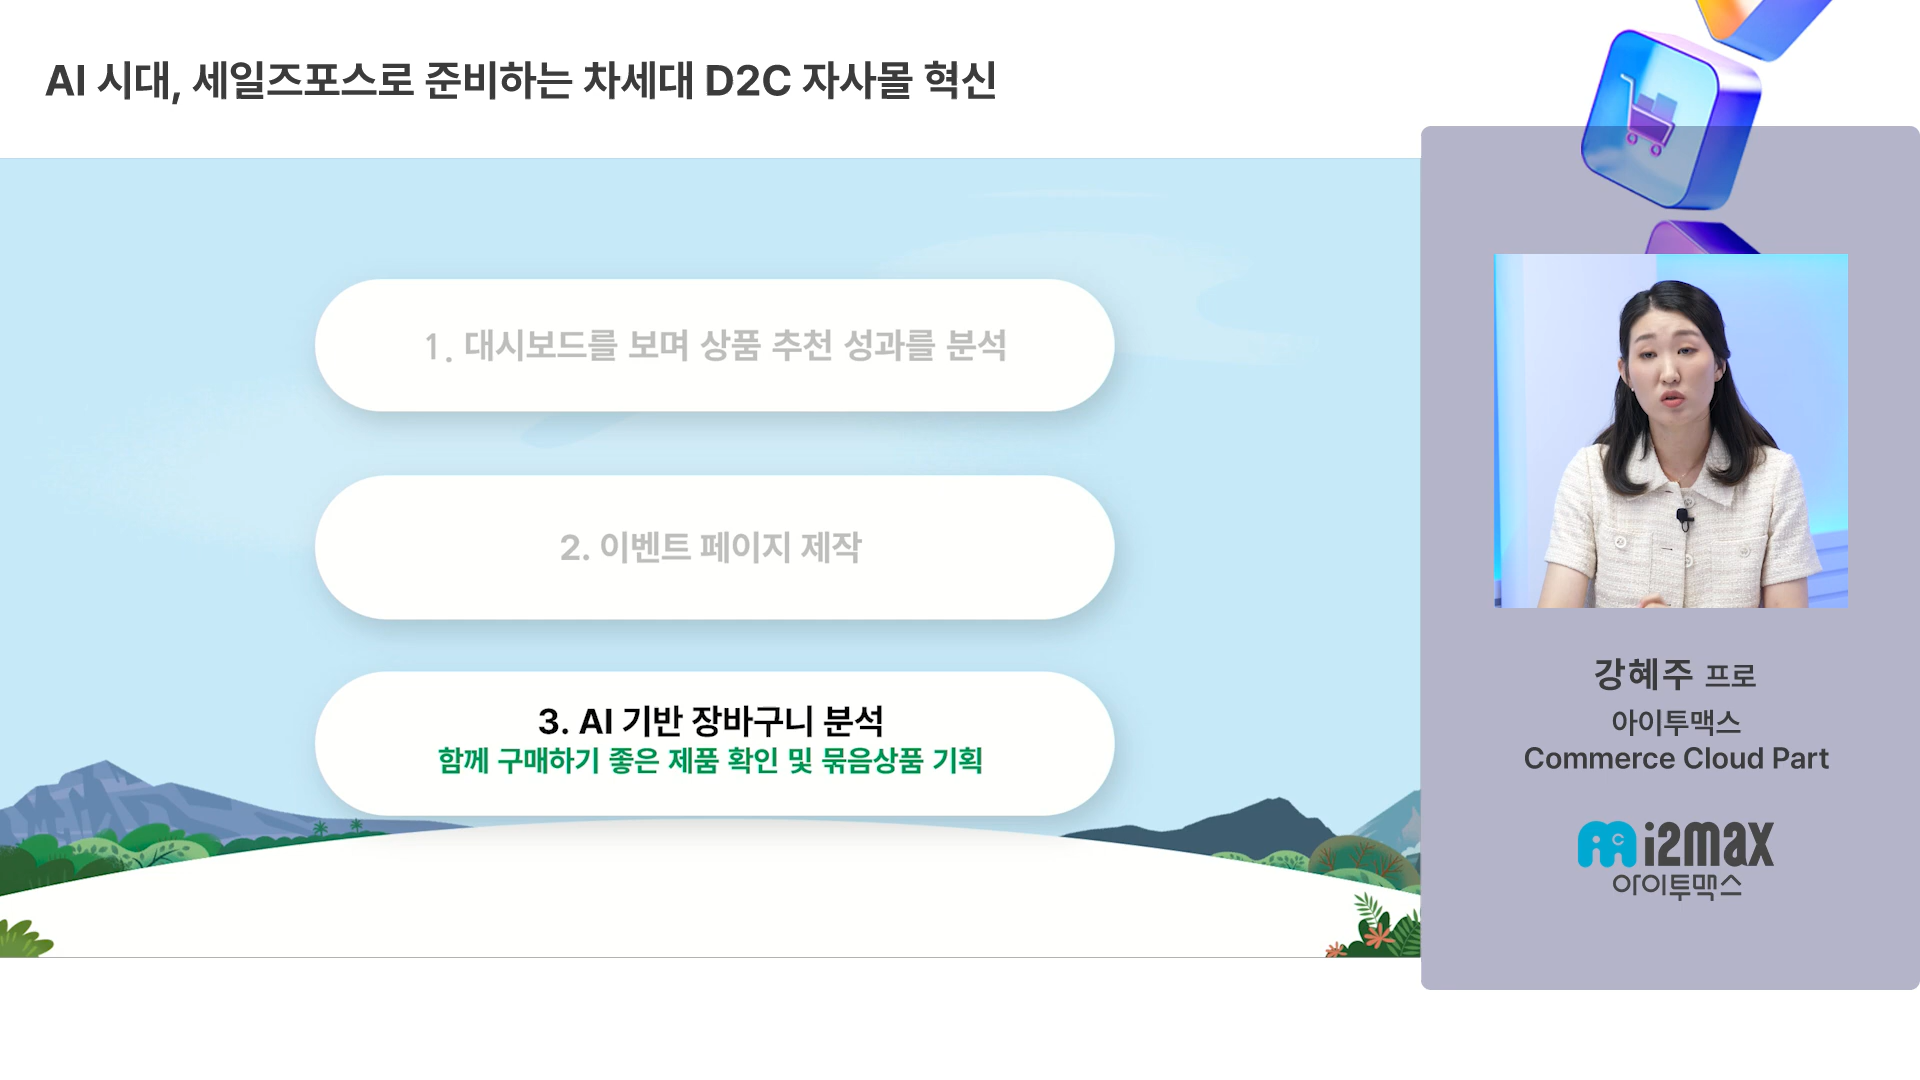 AI 시대, 세일즈포스로 준비하는 차세대 D2C 자사몰 혁신
1. 대시보드를 보며 상품 추천 성과를 분석
2. 이벤트 페이지 제작
3. AI 기반 장바구니 분석
함께 구매하기 좋은 제품 확인 및 묶음상품 기획
강혜주 프로
아이투맥스
Commerce Cloud Part
i2max
아이투맥스